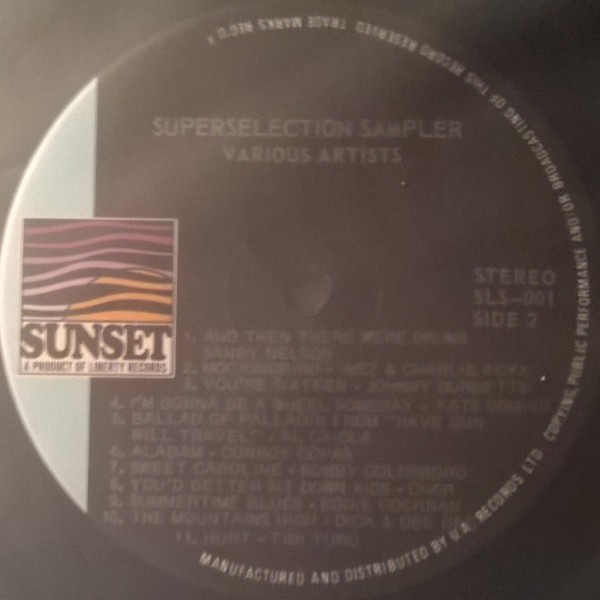 TRADE MARKS REG'D.
COPYING, PUBLIC PERFORMANCE AND/OR BROADCASTING OF THIS RECORD RESERVED.
SUPERSELECTION SAMPLER
VARIOUS ARTISTS
STEREO
SLS-001
SIDE 2
SUNSET
A PRODUCT OF LIBERTY RECORDS
1. AND THEN THERE WERE DRUMS
SANDY NELSON
2. INEZ & CHARLIE FOXX
3. YOU'RE SIXTEEN - JOHNNY BURNETTE
4. I'M GONNA BE A WHEEL SOMEDAY - FATS DOMINO
5. BALLAD OF PALLADIN FROM "HAVE GUN
WILL TRAVEL" - AL CAIOLA
6. ALABAM - COWBOY COPAS
7. SWEET CAROLINE - BOBBY GOLDSBORO
8. YOU'D BETTER SIT DOWN KIDS - CHER
9. SUMMERTIME BLUES - EDDIE COCHRAN
10. THE MOUNTAINS HIGH - DICK & DEE DEE
11. HURT - TIMI YURO
MANUFACTURED AND DISTRIBUTED BY U.A. RECORDS LTD.